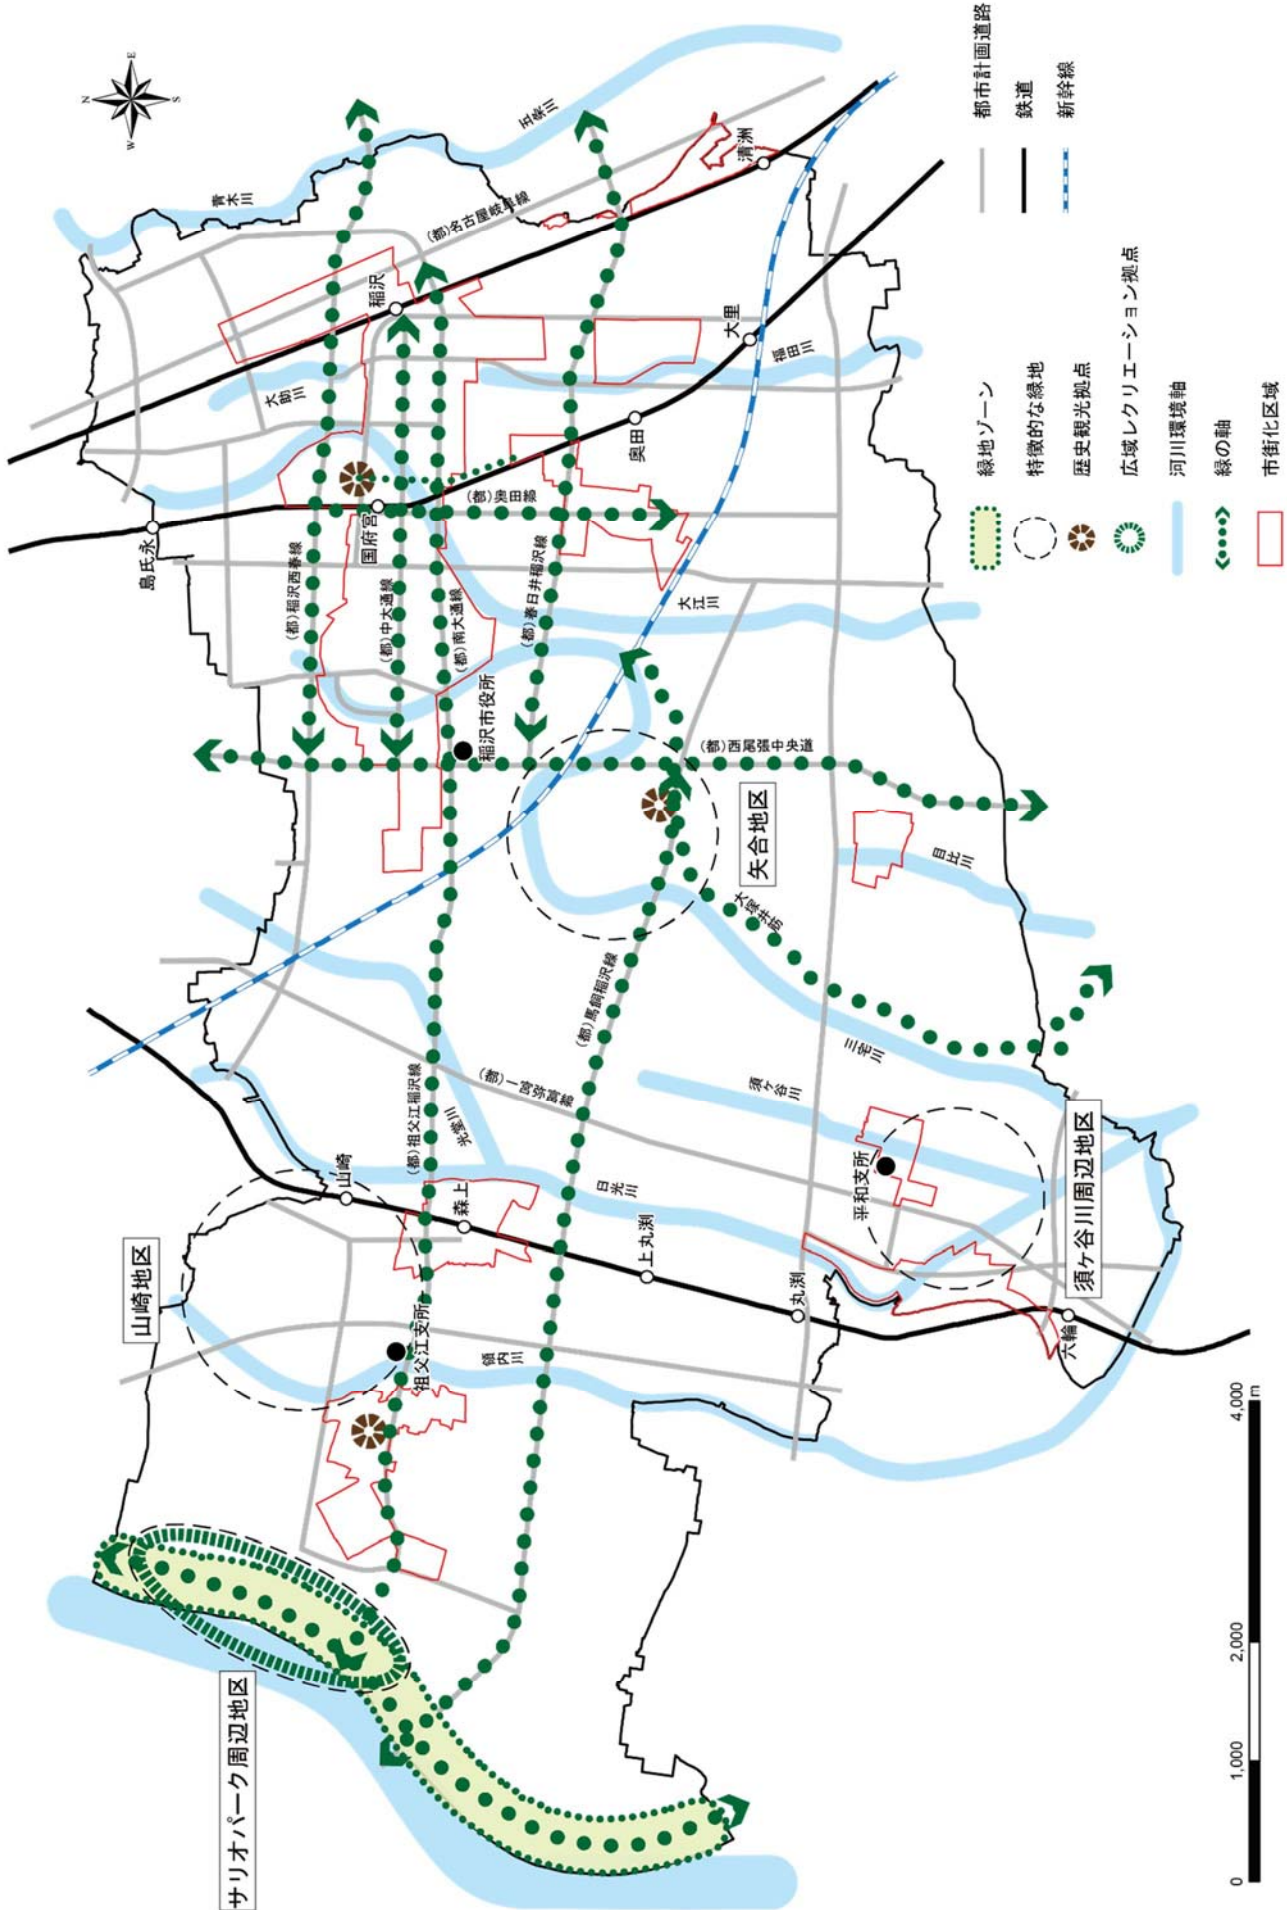 N
W
E
S
青木川
五条川
(都)名古屋岐阜線
清洲
稲沢
大助川
大里
福田川
奥田
(都)奥田線
国府宮
島氏永
(都)稲沢西春線
(都)中大通線
(都)南大通線
(都)春日井稲沢線
大江川
稲沢市役所
(都)西尾張中央道
矢合地区
目比川
大塚井筋
(都)馬飼稲沢線
三宅川
須ヶ谷川
(都)一宮弥富線
(都)祖父江稲沢線
光堂川
日光川
山崎
森上
上丸渕
丸渕
平和支所
須ヶ谷川周辺地区
六輪
山崎地区
祖父江支所
領内川
サリオパーク周辺地区
緑地ゾーン
特徴的な緑地
歴史観光拠点
広域レクリエーション拠点
河川環境軸
緑の軸
市街化区域
都市計画道路
鉄道
新幹線
0
1,000
2,000
4,000
m